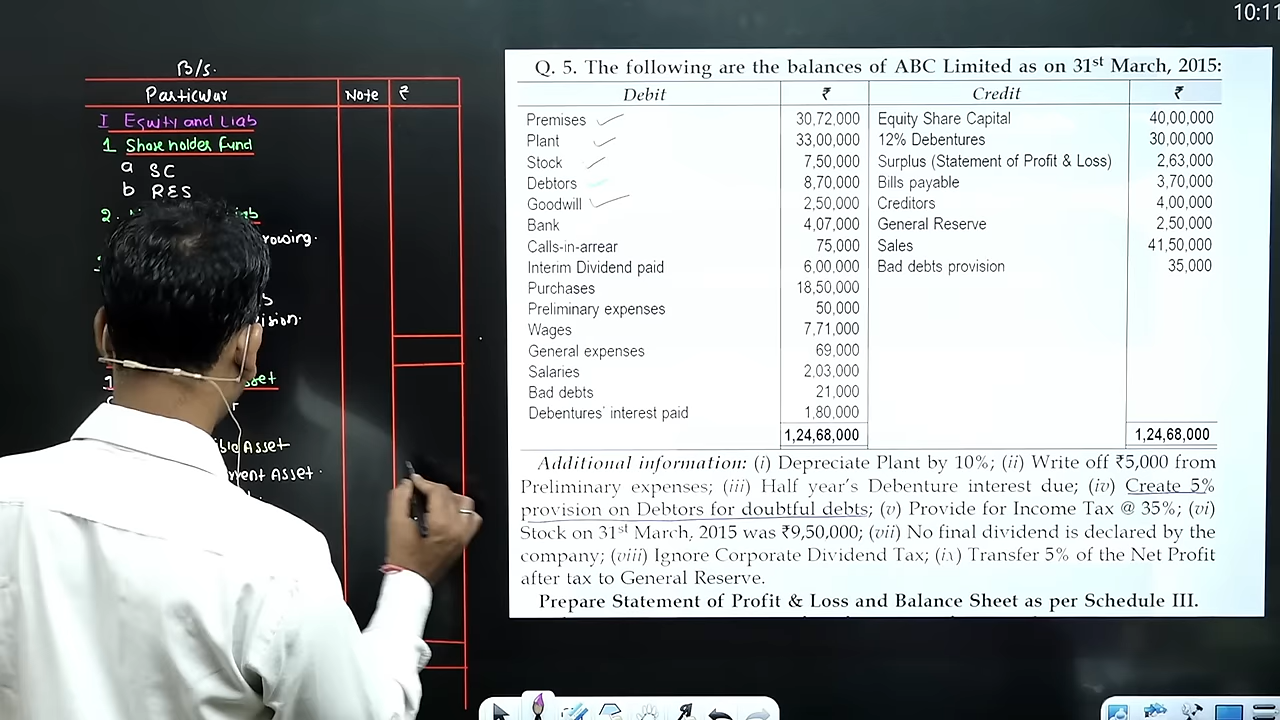 10:11
B/s.
Particular Note ₹
I Equity and Liab
1 Share holder Fund
a SC
b RES
2.
rowing.
ision.
set
Asset
rent Asset.
Q. 5. The following are the balances of ABC Limited as on 31st March, 2015:
Debit ₹ Credit ₹
Premises 30,72,000 Equity Share Capital 40,00,000
Plant 33,00,000 12% Debentures 30,00,000
Stock 7,50,000 Surplus (Statement of Profit & Loss) 2,63,000
Debtors 8,70,000 Bills payable 3,70,000
Goodwill 2,50,000 Creditors 4,00,000
Bank 4,07,000 General Reserve 2,50,000
Calls-in-arrear 75,000 Sales 41,50,000
Interim Dividend paid 6,00,000 Bad debts provision 35,000
Purchases 18,50,000
Preliminary expenses 50,000
Wages 7,71,000
General expenses 69,000
Salaries 2,03,000
Bad debts 21,000
Debentures' interest paid 1,80,000
1,24,68,000 1,24,68,000
Additional information: (i) Depreciate Plant by 10%; (ii) Write off ₹5,000 from
Preliminary expenses; (iii) Half year's Debenture interest due; (iv) Create 5%
provision on Debtors for doubtful debts; (v) Provide for Income Tax @ 35%; (vi)
Stock on 31st March, 2015 was ₹9,50,000; (vii) No final dividend is declared by the
company; (viii) Ignore Corporate Dividend Tax; (ix) Transfer 5% of the Net Profit
after tax to General Reserve.
Prepare Statement of Profit & Loss and Balance Sheet as per Schedule III.